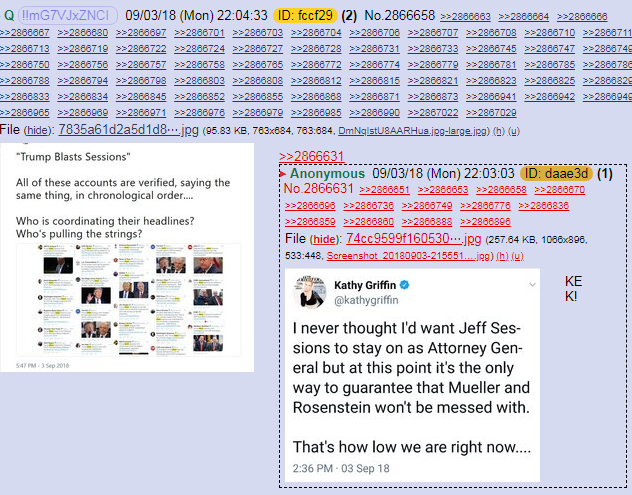 Q !!mG7VJxZNCI 09/03/18 (Mon) 22:04:33 ID: fccf29 (2) No.2866658 >>2866663 >>2866664 >>2866666
>>2866667 >>2866680 >>2866697 >>2866701 >>2866703 >>2866704 >>2866706 >>2866707 >>2866708 >>2866710 >>2866711
>>2866713 >>2866719 >>2866722 >>2866724 >>2866727 >>2866728 >>2866731 >>2866733 >>2866745 >>2866747 >>286674
>>2866750 >>2866756 >>2866757 >>2866758 >>2866765 >>2866772 >>2866774 >>2866779 >>2866781 >>2866785 >>286678
>>2866788 >>2866794 >>2866798 >>2866803 >>2866808 >>2866812 >>2866815 >>2866821 >>2866823 >>2866825 >>286682
>>2866833 >>2866834 >>2866845 >>2866852 >>2866855 >>2866868 >>2866871 >>2866873 >>2866941 >>2866942 >>286694
>>2866965 >>2866969 >>2866971 >>2866976 >>2866979 >>2866985 >>2866990 >>2867022 >>2867029
File (hide): 7835a61d2a5d1d8⋯.jpg (95.83 KB, 763x684, 763:684, DmNqIstU8AARHua.jpg-large.jpg) (h) (u)
"Trump Blasts Sessions"
All of these accounts are verified, saying the
same thing, in chronological order....
Who is coordinating their headlines?
Who's pulling the strings?
5:47 PM - 3 Sep 2018
>>2866631
Anonymous 09/03/18 (Mon) 22:03:03 ID: daae3d (1)
No.2866631 >>2866651 >>2866653 >>2866658 >>2866670
>>2866696 >>2866736 >>2866749 >>2866776 >>2866836
>>2866859 >>2866860 >>2866888 >>2866896
File (hide): 74cc9599f160530⋯.jpg (257.64 KB, 1066x896,
533:448, Screenshot_20180903-215551….jpg) (h) (u)
Kathy Griffin
@kathygriffin
I never thought I'd want Jeff Ses-
sions to stay on as Attorney Gen-
eral but at this point it's the only
way to guarantee that Mueller and
Rosenstein won't be messed with.
That's how low we are right now....
2:36 PM · 03 Sep 18
KE
K!